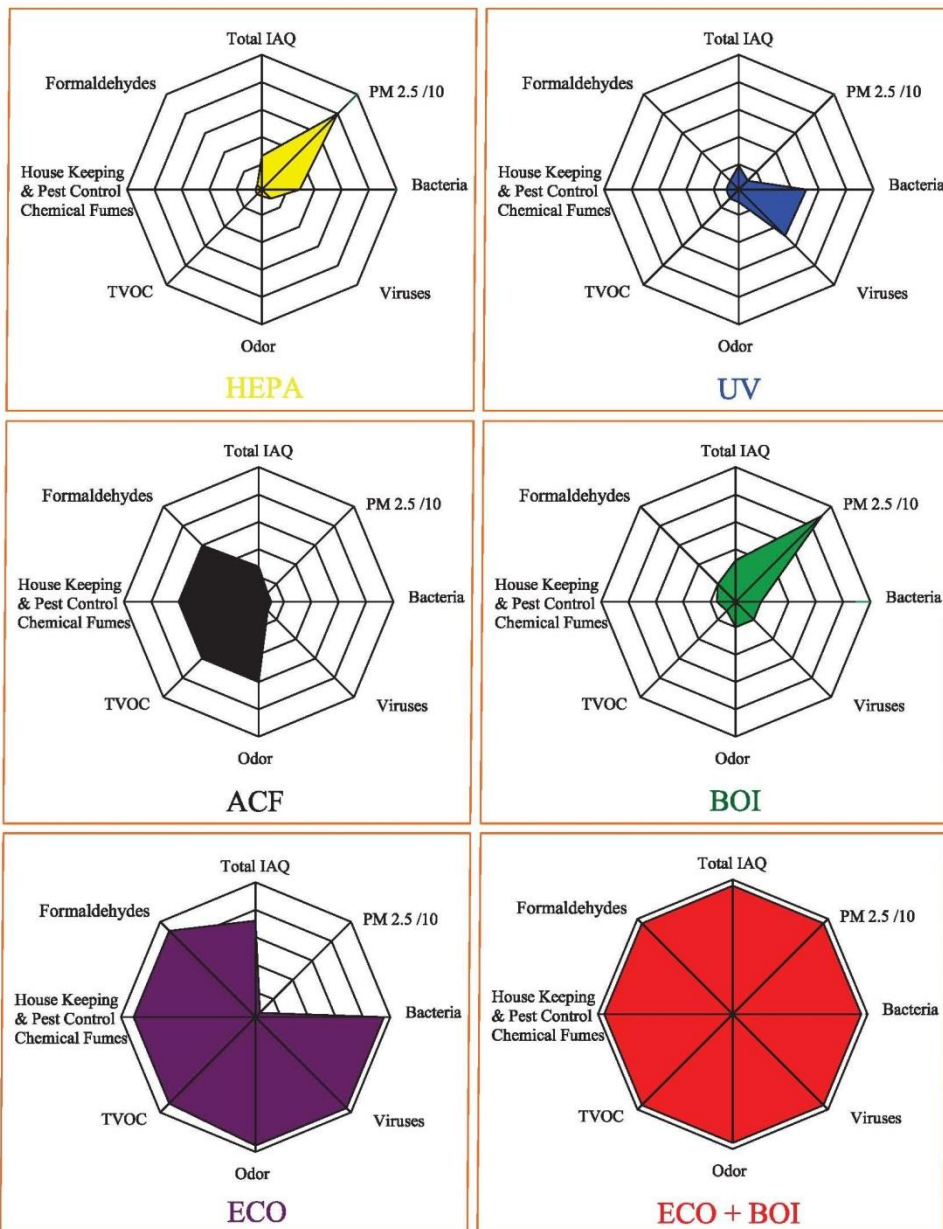 Total IAQ
Formaldehydes
PM 2.5 /10
House Keeping
& Pest Control
Chemical Fumes
Bacteria
TVOC
Viruses
Odor
HEPA
Total IAQ
Formaldehydes
PM 2.5 /10
House Keeping
& Pest Control
Chemical Fumes
Bacteria
TVOC
Viruses
Odor
UV
Total IAQ
Formaldehydes
PM 2.5 /10
House Keeping
& Pest Control
Chemical Fumes
Bacteria
TVOC
Viruses
Odor
ACF
Total IAQ
Formaldehydes
PM 2.5 /10
House Keeping
& Pest Control
Chemical Fumes
Bacteria
TVOC
Viruses
Odor
BOI
Total IAQ
Formaldehydes
PM 2.5 /10
House Keeping
& Pest Control
Chemical Fumes
Bacteria
TVOC
Viruses
Odor
ECO
Total IAQ
Formaldehydes
PM 2.5 /10
House Keeping
& Pest Control
Chemical Fumes
Bacteria
TVOC
Viruses
Odor
ECO + BOI